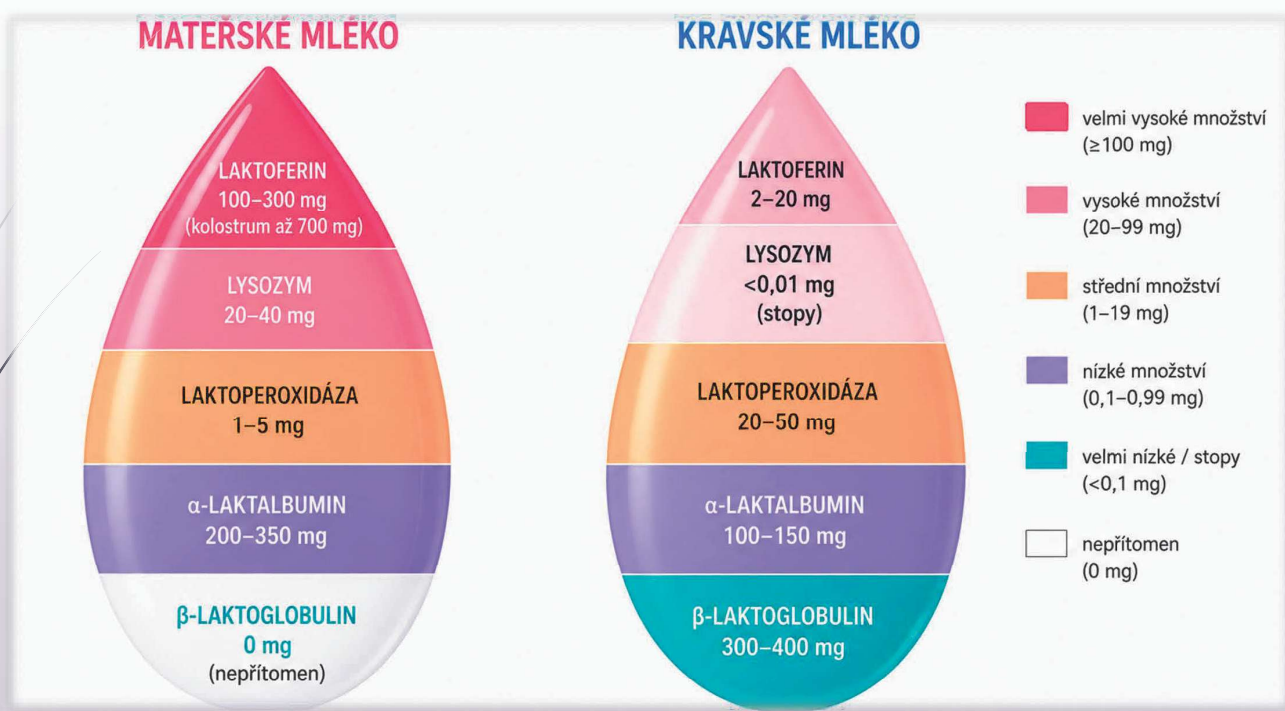 MATEŘSKÉ MLÉKO
LAKTOFERIN
100–300 mg
(kolostrum až 700 mg)
LYSOZYM
20–40 mg
LAKTOPEROXIDÁZA
1–5 mg
α-LAKTALBUMIN
200–350 mg
β-LAKTOGLOBULIN
0 mg
(nepřítomen)
KRAVSKÉ MLÉKO
LAKTOFERIN
2–20 mg
LYSOZYM
<0,01 mg
(stopy)
LAKTOPEROXIDÁZA
20–50 mg
α-LAKTALBUMIN
100–150 mg
β-LAKTOGLOBULIN
300–400 mg
velmi vysoké množství
(≥100 mg)
vysoké množství
(20–99 mg)
střední množství
(1–19 mg)
nízké množství
(0,1–0,99 mg)
velmi nízké / stopy
(<0,1 mg)
nepřítomen
(0 mg)